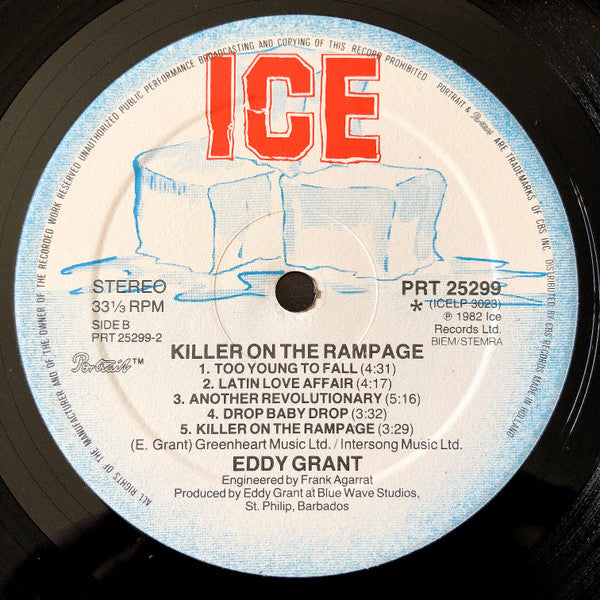 ALL RIGHTS OF THE MANUFACTURER AND OF THE OWNER OF THE RECORDED WORK RESERVED UNAUTHORIZED PUBLIC PERFORMANCE BROADCASTING AND COPYING OF THIS RECORD PROHIBITED
PORTRAIT & Portrait ARE TRADEMARKS OF CBS INC. DISTRIBUTED BY CBS RECORDS MADE IN HOLLAND
ICE
STEREO
33⅓ RPM
SIDE B
PRT 25299-2
Portrait™
PRT 25299
* (ICELP 3023)
℗ 1982 Ice
Records Ltd.
BIEM/STEMRA
KILLER ON THE RAMPAGE
1. TOO YOUNG TO FALL (4:31)
2. LATIN LOVE AFFAIR (4:17)
3. ANOTHER REVOLUTIONARY (5:16)
4. DROP BABY DROP (3:32)
5. KILLER ON THE RAMPAGE (3:29)
(E. Grant) Greenheart Music Ltd. / Intersong Music Ltd.
EDDY GRANT
Engineered by Frank Agarrat
Produced by Eddy Grant at Blue Wave Studios,
St. Philip, Barbados